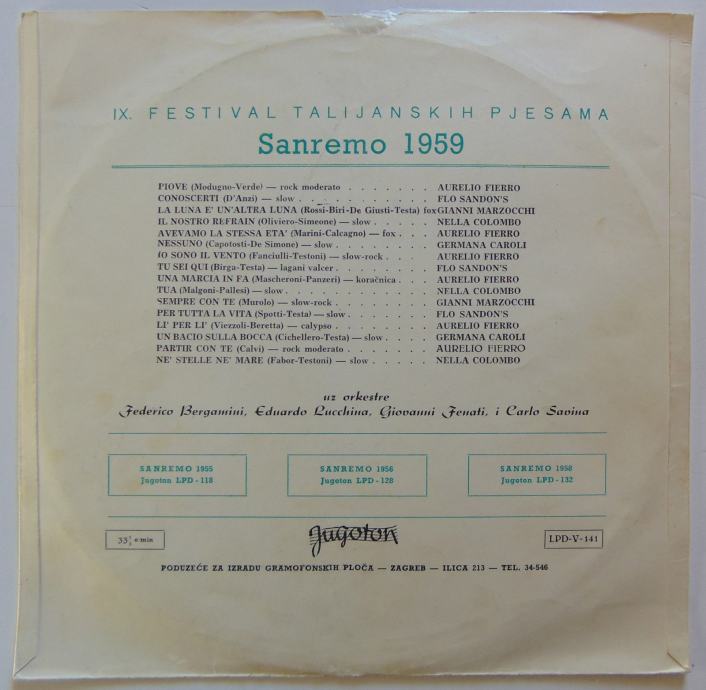 IX. FESTIVAL TALIJANSKIH PJESAMA
Sanremo 1959
PIOVE (Modugno-Verde) — rock moderato . . . . . . . AURELIO FIERRO
CONOSCERTI (D'Anzi) — slow . . . . . . . . . . . FLO SANDON'S
LA LUNA E' UN'ALTRA LUNA (Rossi-Biri-De Giusti-Testa) fox GIANNI MARZOCCHI
IL NOSTRO REFRAIN (Oliviero-Simeone) — slow . . . . . NELLA COLOMBO
AVEVAMO LA STESSA ETA' (Marini-Calcagno) — fox . . . AURELIO FIERRO
NESSUNO (Capotosti-De Simone) — slow . . . . . . . . GERMANA CAROLI
IO SONO IL VENTO (Fanciulli-Testoni) — slow-rock . . . . AURELIO FIERRO
TU SEI QUI (Birga-Testa) — lagani valcer . . . . . . . . FLO SANDON'S
UNA MARCIA IN FA (Mascheroni-Panzeri) — koračnica . . . AURELIO FIERRO
TUA (Malgoni-Pallesi) — slow . . . . . . . . . . . . NELLA COLOMBO
SEMPRE CON TE (Murolo) — slow-rock . . . . . . . . GIANNI MARZOCCHI
PER TUTTA LA VITA (Spotti-Testa) — slow . . . . . . . FLO SANDON'S
LI' PER LI' (Viezzoli-Beretta) — calypso . . . . . . . . AURELIO FIERRO
UN BACIO SULLA BOCCA (Cichellero-Testa) — slow . . . . GERMANA CAROLI
PARTIR CON TE (Calvi) — rock moderato . . . . . . . AURELIO FIERRO
NE' STELLE NE' MARE (Fabor-Testoni) — slow . . . . . . NELLA COLOMBO
uz orkestre
Federico Bergamini, Eduardo Lucchina, Giovanni Fenati, i Carlo Savina
SANREMO 1955
Jugoton LPD - 118
SANREMO 1956
Jugoton LPD - 128
SANREMO 1958
Jugoton LPD - 132
33⅓ o/min
Jugoton
LPD-V-141
PODUZEĆE ZA IZRADU GRAMOFONSKIH PLOČA — ZAGREB — ILICA 213 — TEL. 34-546